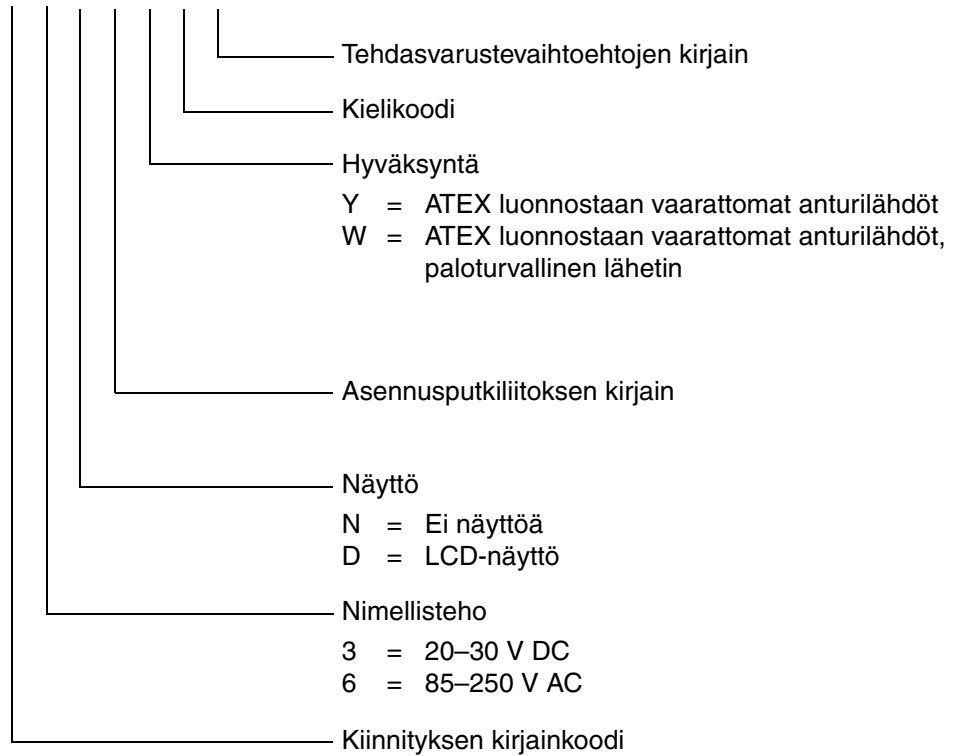 Tehdasvarustevaihtoehtojen kirjain
Kielikoodi
Hyväksyntä
Y = ATEX luonnostaan vaarattomat anturilähdöt
W = ATEX luonnostaan vaarattomat anturilähdöt,
paloturvallinen lähetin
Asennusputkiliitoksen kirjain
Näyttö
N = Ei näyttöä
D = LCD-näyttö
Nimellisteho
3 = 20–30 V DC
6 = 85–250 V AC
Kiinnityksen kirjainkoodi